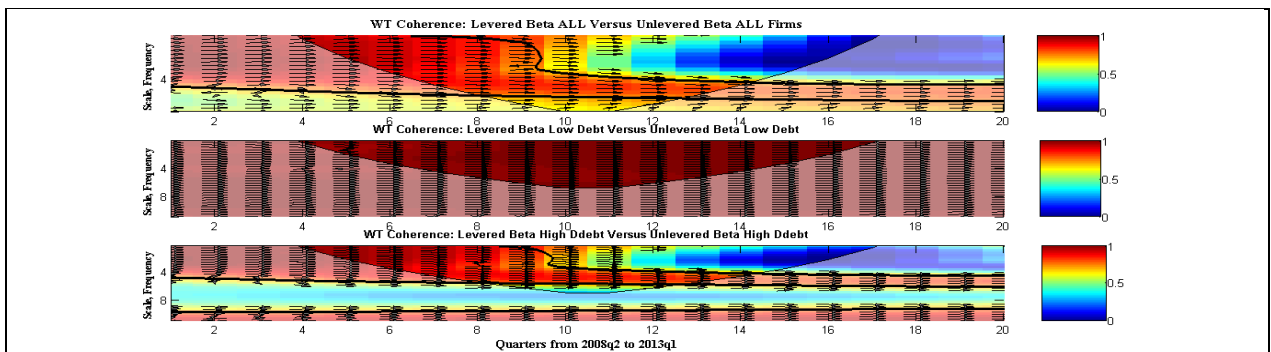 WT Coherence: Levered Beta ALL Versus Unlevered Beta ALL Firms
Scale, Frequency
4
2 4 6 8 10 12 14 16 18 20
1
0.5
0
WT Coherence: Levered Beta Low Debt Versus Unlevered Beta Low Debt
Scale, Frequency
4
8
2 4 6 8 10 12 14 16 18 20
1
0.5
0
WT Coherence: Levered Beta High Ddebt Versus Unlevered Beta High Ddebt
Scale, Frequency
4
8
2 4 6 8 10 12 14 16 18 20
1
0.5
0
Quarters from 2008q2 to 2013q1